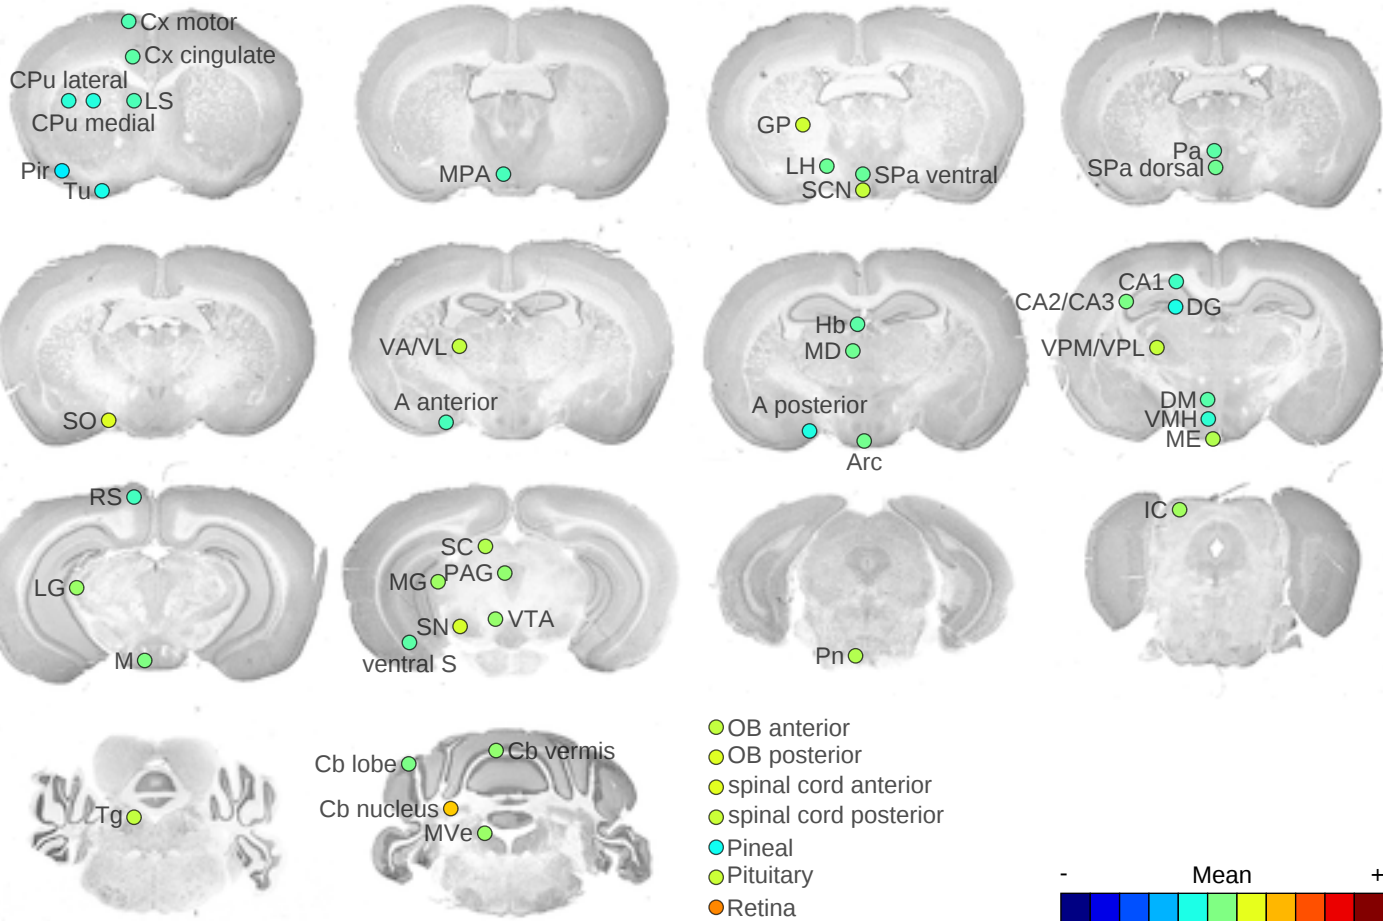 Cx motor
Cx cingulate
CPu lateral
LS
CPu medial
Pir
Tu
MPA
GP
LH
SPa ventral
SCN
Pa
SPa dorsal
SO
VA/VL
A anterior
Hb
MD
A posterior
Arc
CA1
CA2/CA3
DG
VPM/VPL
DM
VMH
ME
RS
LG
M
SC
MG
PAG
SN
VTA
ventral S
Pn
IC
Tg
Cb lobe
Cb vermis
Cb nucleus
MVe
OB anterior
OB posterior
spinal cord anterior
spinal cord posterior
Pineal
Pituitary
Retina
- Mean +